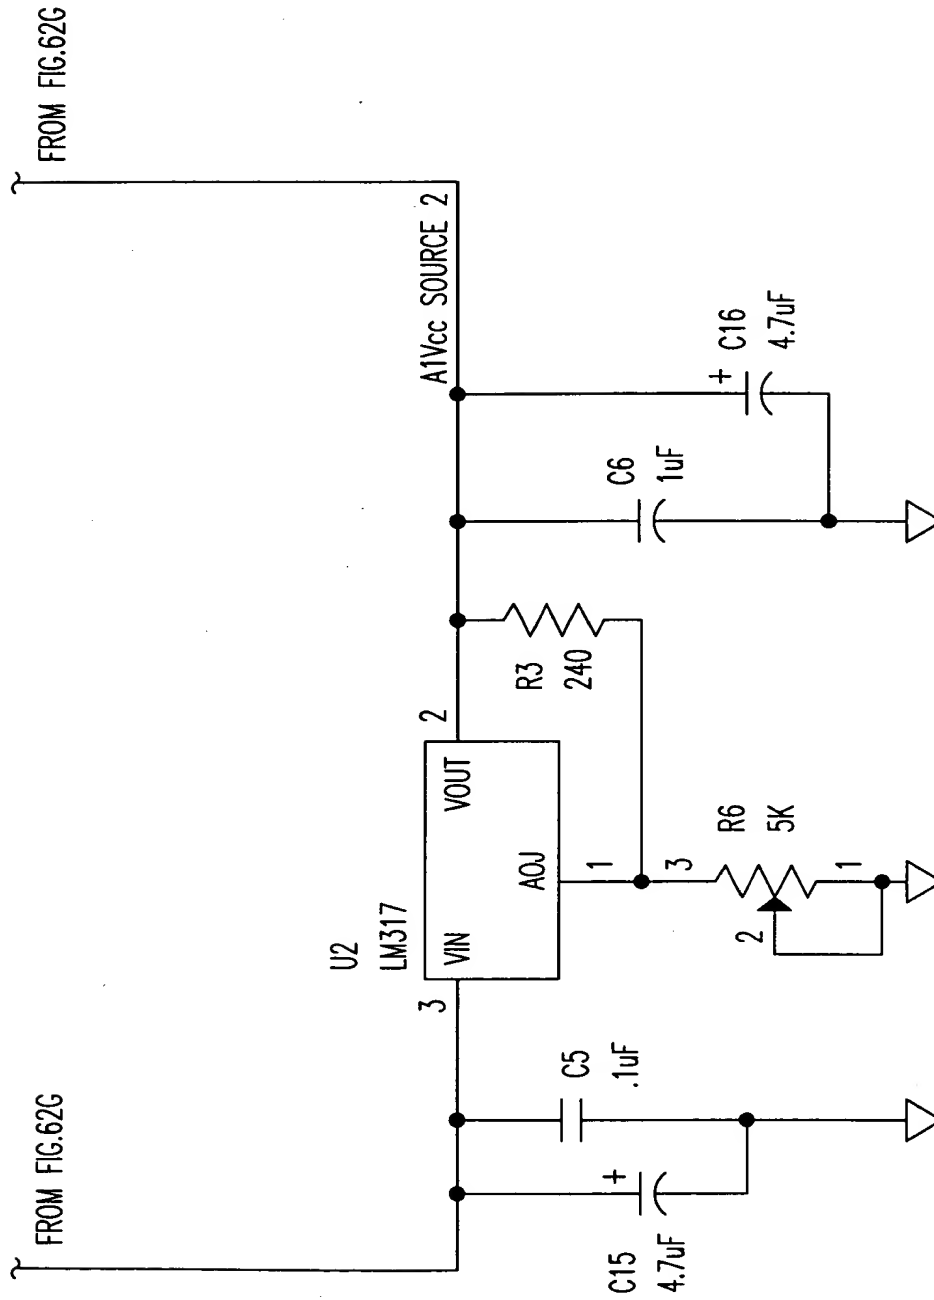 FROM FIG.62G
FROM FIG.62G
U2
LM317
A1Vcc SOURCE 2
3
VIN
VOUT
2
AOJ
1
R3
240
C5
.1uF
+
C15
4.7uF
C6
1uF
+
C16
4.7uF
3
R6
5K
2
1